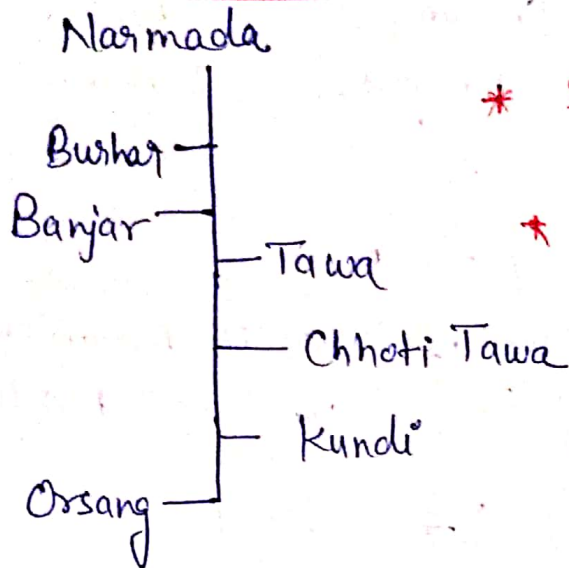 Narmada
Burhar
Banjar
Tawa
Chhoti Tawa
Kundi
Orsang